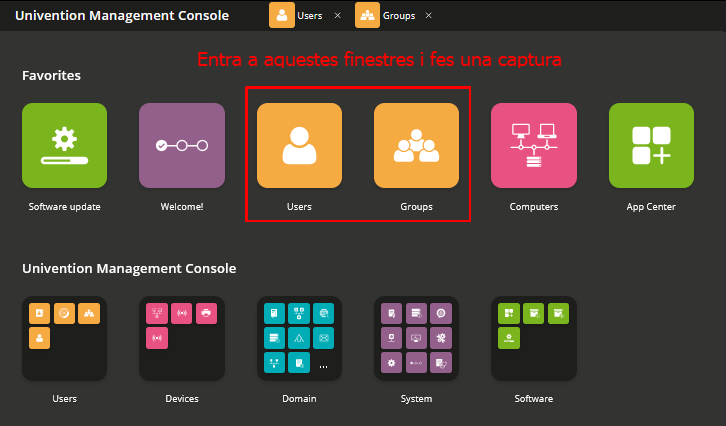 Univention Management Console
Users
Groups
Entra a aquestes finestres i fes una captura
Favorites
Software update
Welcome!
Users
Groups
Computers
App Center
Univention Management Console
Users
Devices
Domain
System
Software